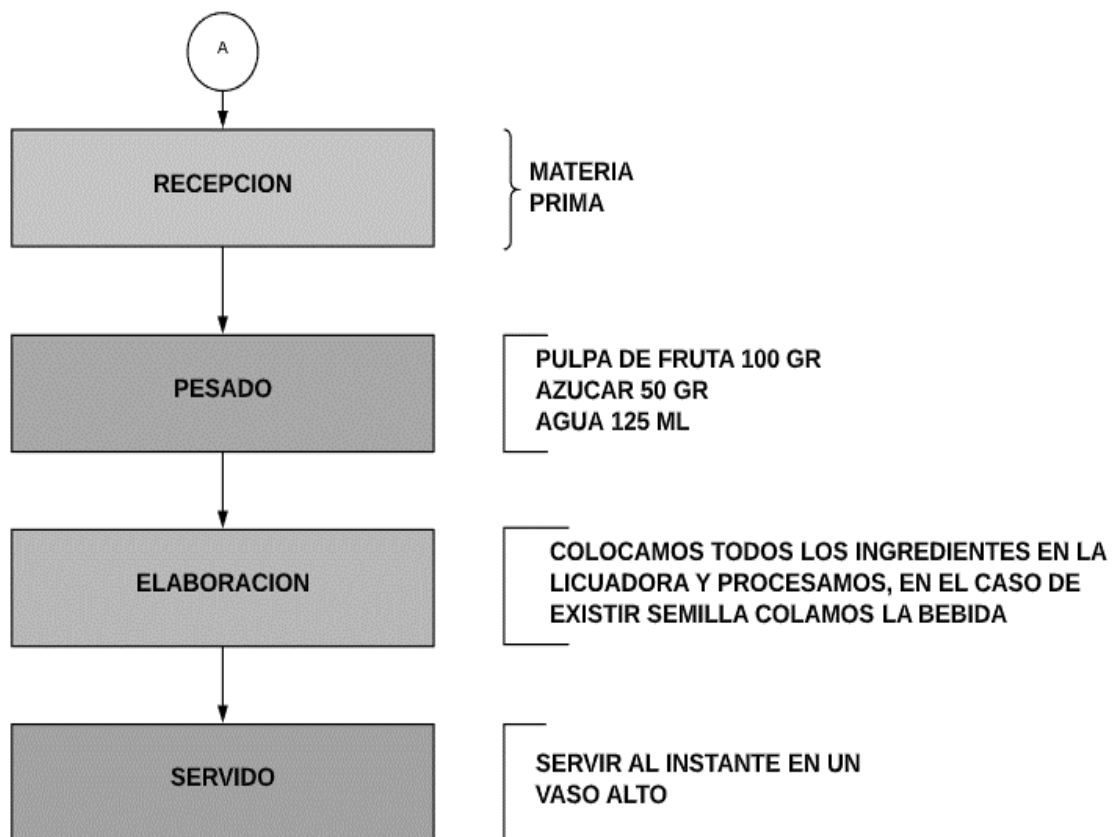 A
RECEPCION
MATERIA
PRIMA
PESADO
PULPA DE FRUTA 100 GR
AZUCAR 50 GR
AGUA 125 ML
ELABORACION
COLOCAMOS TODOS LOS INGREDIENTES EN LA
LICUADORA Y PROCESAMOS, EN EL CASO DE
EXISTIR SEMILLA COLAMOS LA BEBIDA
SERVIDO
SERVIR AL INSTANTE EN UN
VASO ALTO